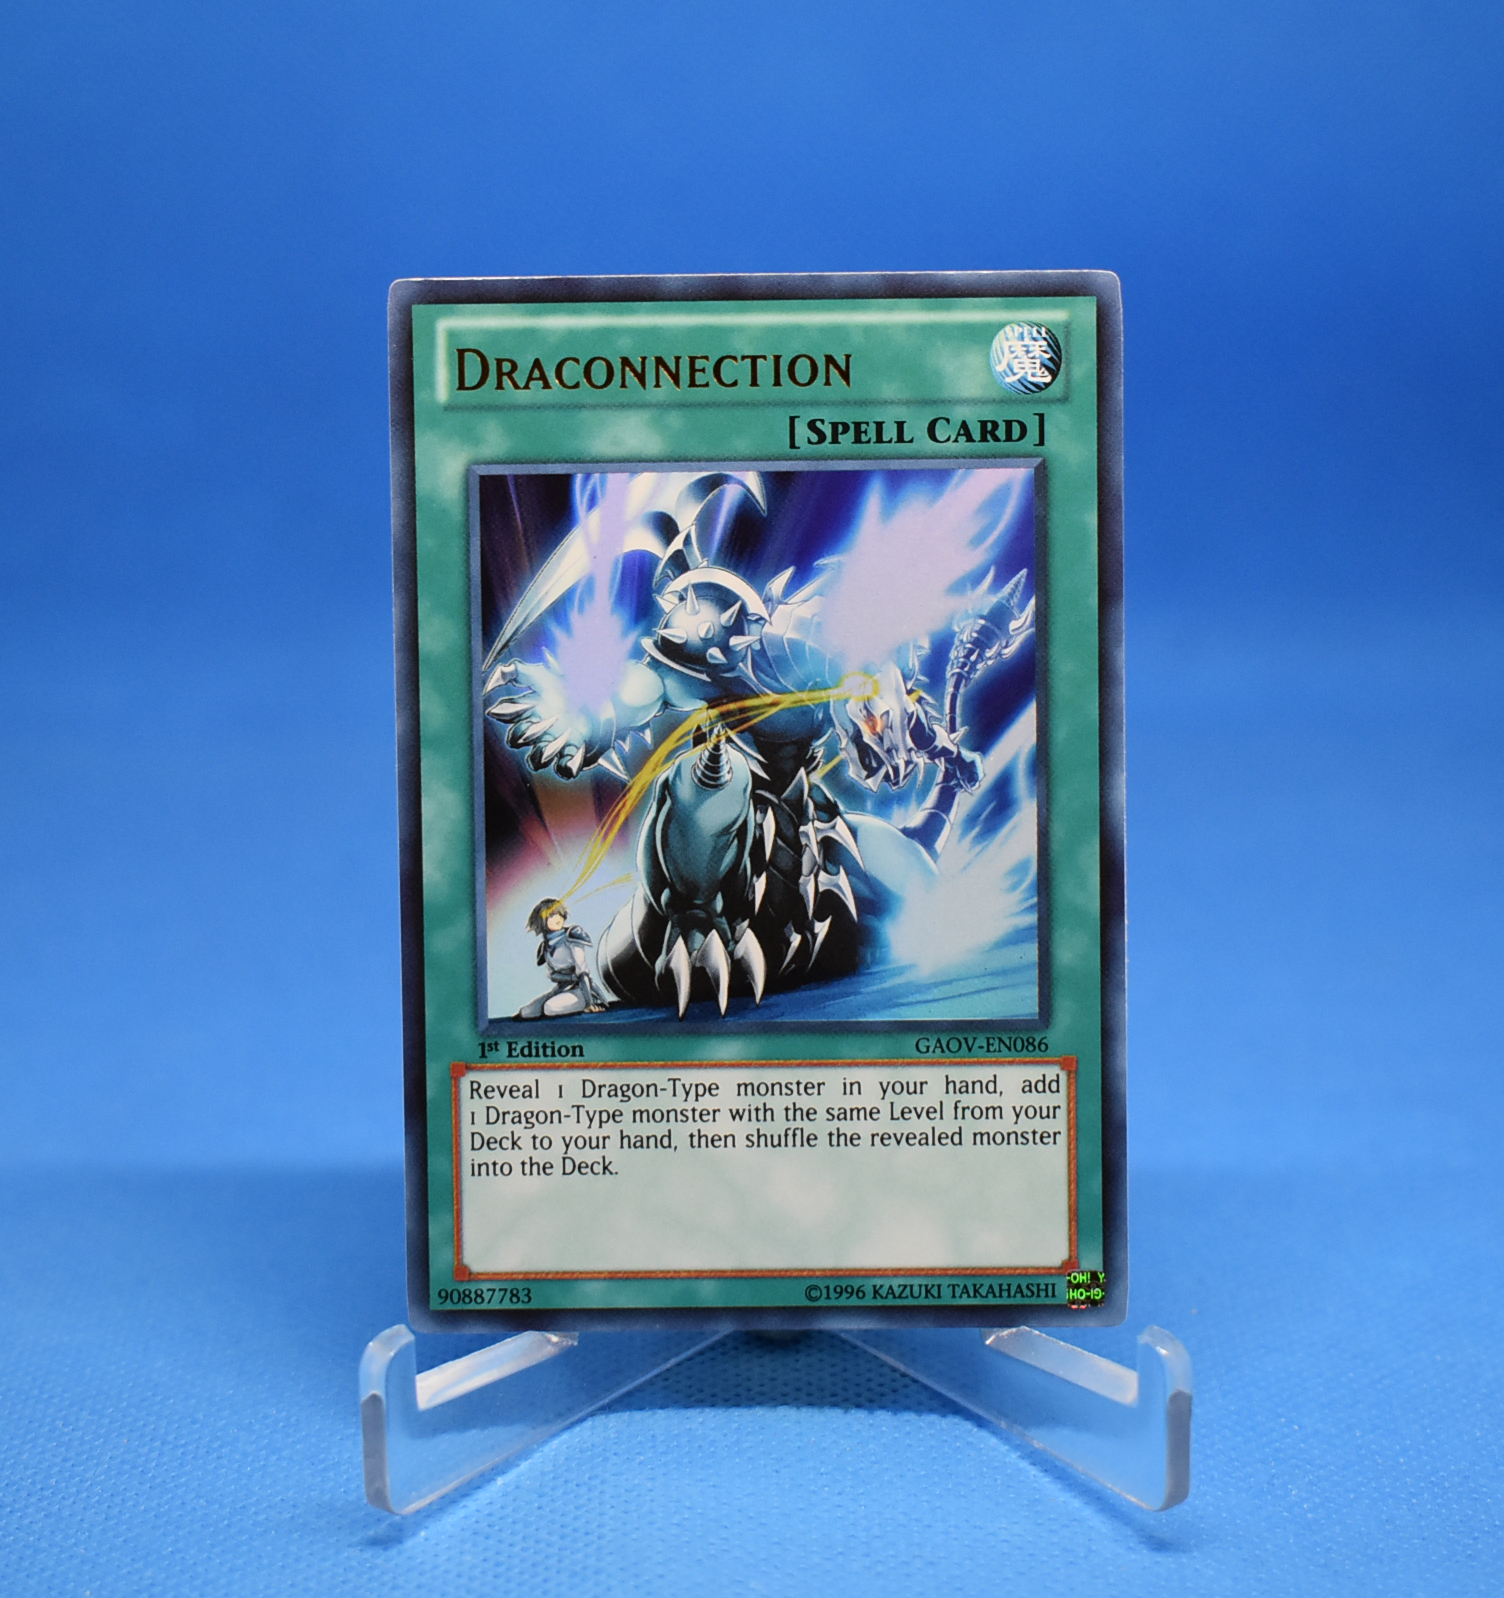 DRACONNECTION
SPELL
魔
[SPELL CARD]
1st Edition
GAOV-EN086
Reveal 1 Dragon-Type monster in your hand, add
1 Dragon-Type monster with the same Level from your
Deck to your hand, then shuffle the revealed monster
into the Deck.
90887783
©1996 KAZUKI TAKAHASHI
-OH! Y